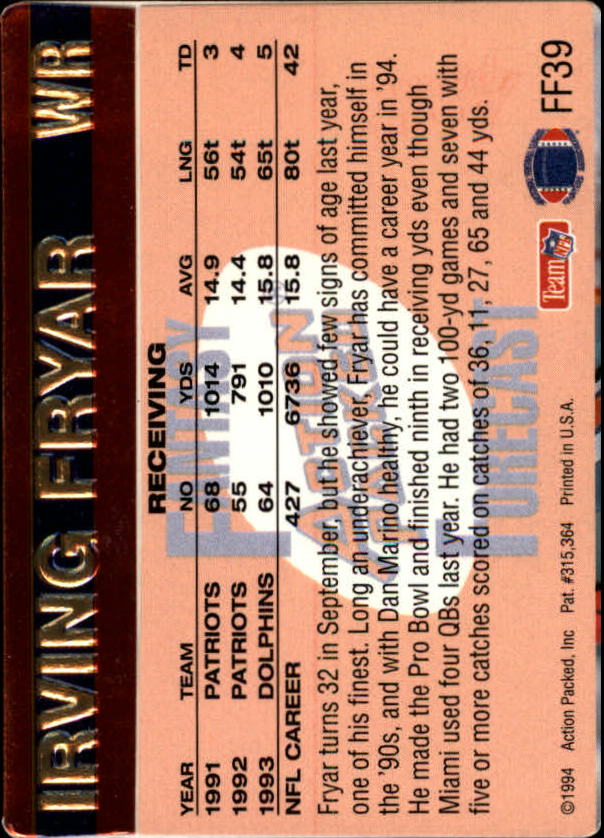 IRVING FRYAR WR
RECEIVING
YEAR TEAM NO YDS AVG LNG TD
1991 PATRIOTS 68 1014 14.9 56t 3
1992 PATRIOTS 55 791 14.4 54t 4
1993 DOLPHINS 64 1010 15.8 65t 5
NFL CAREER 427 6736 15.8 80t 42
FANTASY
ACTION
PACKED
FORECAST
Fryar turns 32 in September, but he showed few signs of age last year,
one of his finest. Long an underachiever, Fryar has committed himself in
the '90s, and with Dan Marino healthy, he could have a career year in '94.
He made the Pro Bowl and finished ninth in receiving yds even though
Miami used four QBs last year. He had two 100-yd games and seven with
five or more catches scored on catches of 36, 11, 27, 65 and 44 yds.
©1994 Action Packed, Inc Pat. #315,364 Printed in U.S.A.
Team NFL
FF39